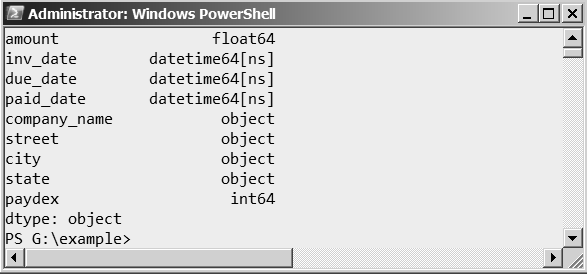 Administrator: Windows PowerShell
amount float64
inv_date datetime64[ns]
due_date datetime64[ns]
paid_date datetime64[ns]
company_name object
street object
city object
state object
paydex int64
dtype: object
PS G:\example>